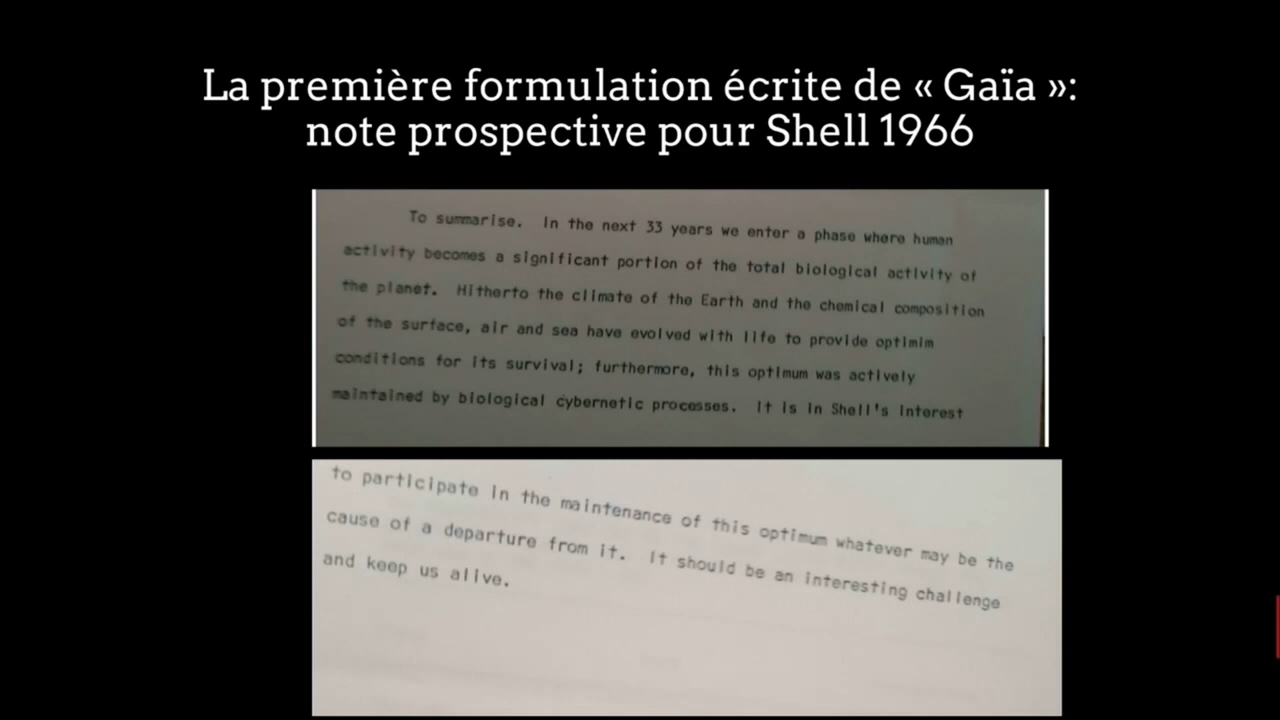 La première formulation écrite de « Gaïa »:
note prospective pour Shell 1966
To summarise. In the next 33 years we enter a phase where human
activity becomes a significant portion of the total biological activity of
the planet. Hitherto the climate of the Earth and the chemical composition
of the surface, air and sea have evolved with life to provide optimim
conditions for its survival; furthermore, this optimum was actively
maintained by biological cybernetic processes. It is in Shell's interest
to participate in the maintenance of this optimum whatever may be the
cause of a departure from it. It should be an interesting challenge
and keep us alive.